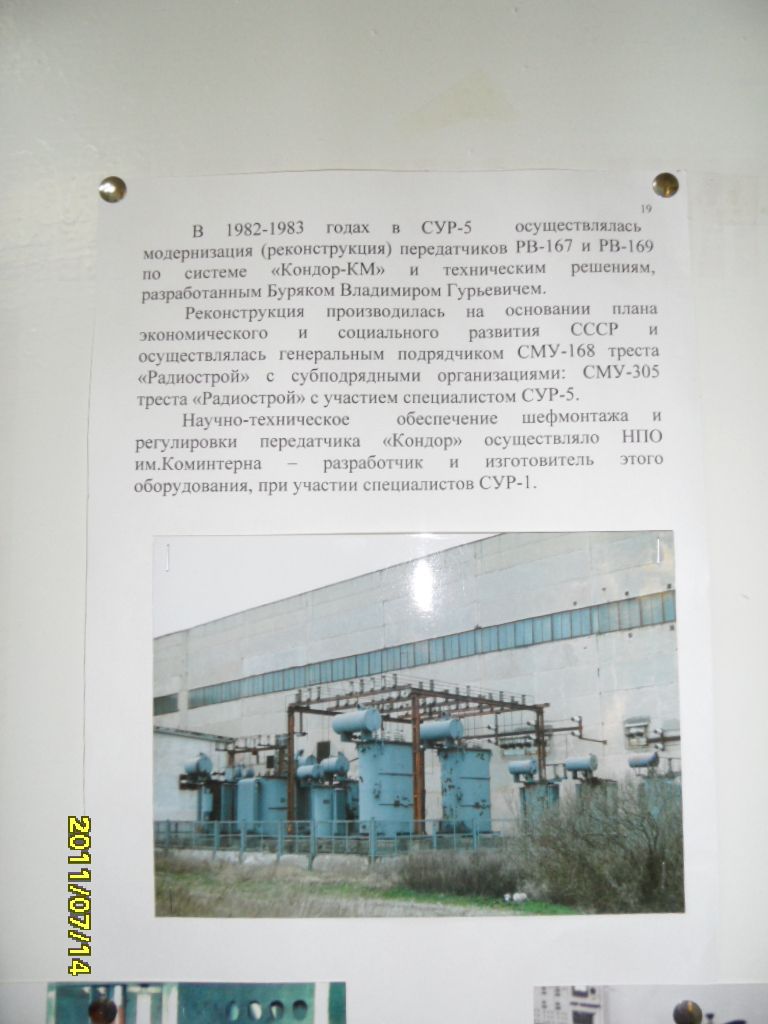 19
В 1982-1983 годах в СУР-5 осуществлялась
модернизация (реконструкция) передатчиков РВ-167 и РВ-169
по системе «Кондор-КМ» и техническим решениям,
разработанным Буряком Владимиром Гурьевичем.
Реконструкция производилась на основании плана
экономического и социального развития СССР и
осуществлялась генеральным подрядчиком СМУ-168 треста
«Радиострой» с субподрядными организациями: СМУ-305
треста «Радиострой» с участием специалистом СУР-5.
Научно-техническое обеспечение шефмонтажа и
регулировки передатчика «Кондор» осуществляло НПО
им.Коминтерна – разработчик и изготовитель этого
оборудования, при участии специалистов СУР-1.
2011/07/14